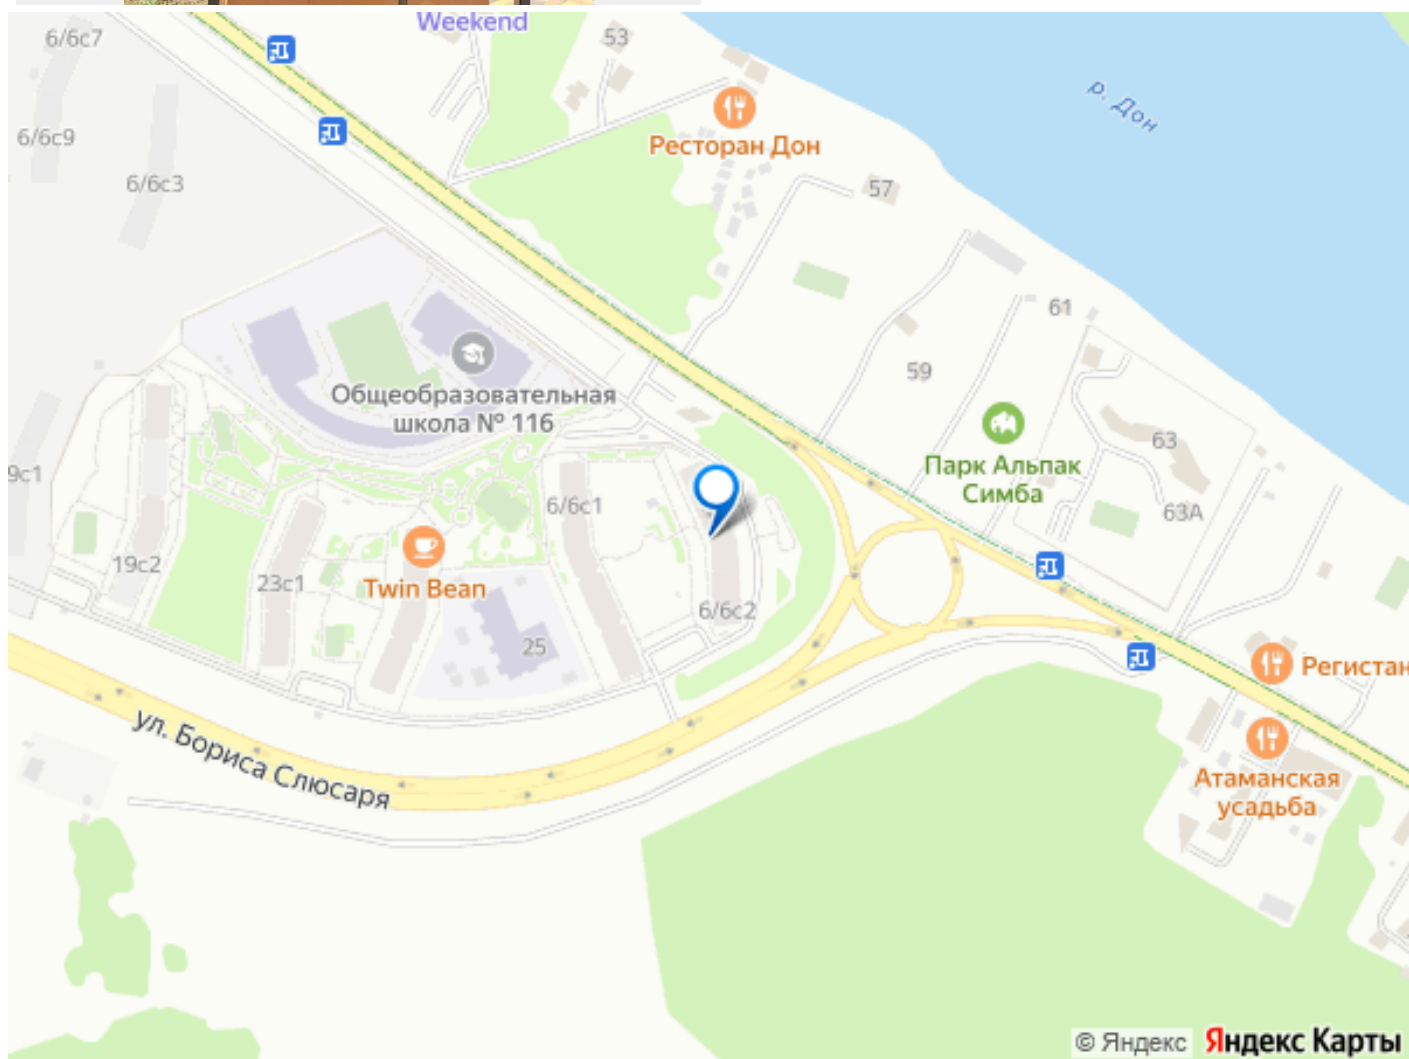 Weekend
6/6с7
53
р. Дон
6/6с9
Ресторан Дон
6/6с3
57
61
59
Общеобразовательная
школа № 116
63
Парк Альпак
Симба
9с1
6/6с1
63А
19с2
23с1
Twin Bean
6/6с2
25
Регистан
ул. Бориса Слюсаря
Атаманская
усадьба
© Яндекс Яндекс Карты